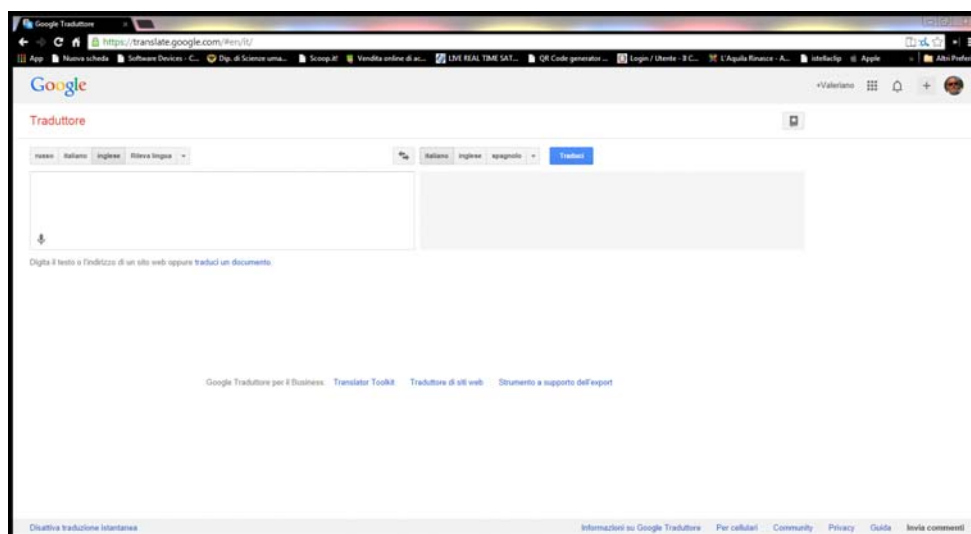 Google Traduttore
https://translate.google.com/#en/it/
App Nuova scheda Software Devices - C... Dip. di Scienze uma... Scoop.it! Vendita online di ac... LIVE REAL TIME SAT... QR Code generator ... Login / Utente - Il C... L'Aquila Rinasce - A... istellaclip Apple » Altri Prefer
Google +Valeriano
Traduttore
russo italiano inglese Rileva lingua italiano inglese spagnolo Traduci
Digita il testo o l'indirizzo di un sito web oppure traduci un documento.
Google Traduttore per il Business: Translator Toolkit Traduttore di siti web Strumento a supporto dell'export
Disattiva traduzione istantanea Informazioni su Google Traduttore Per cellulari Community Privacy Guida Invia commenti